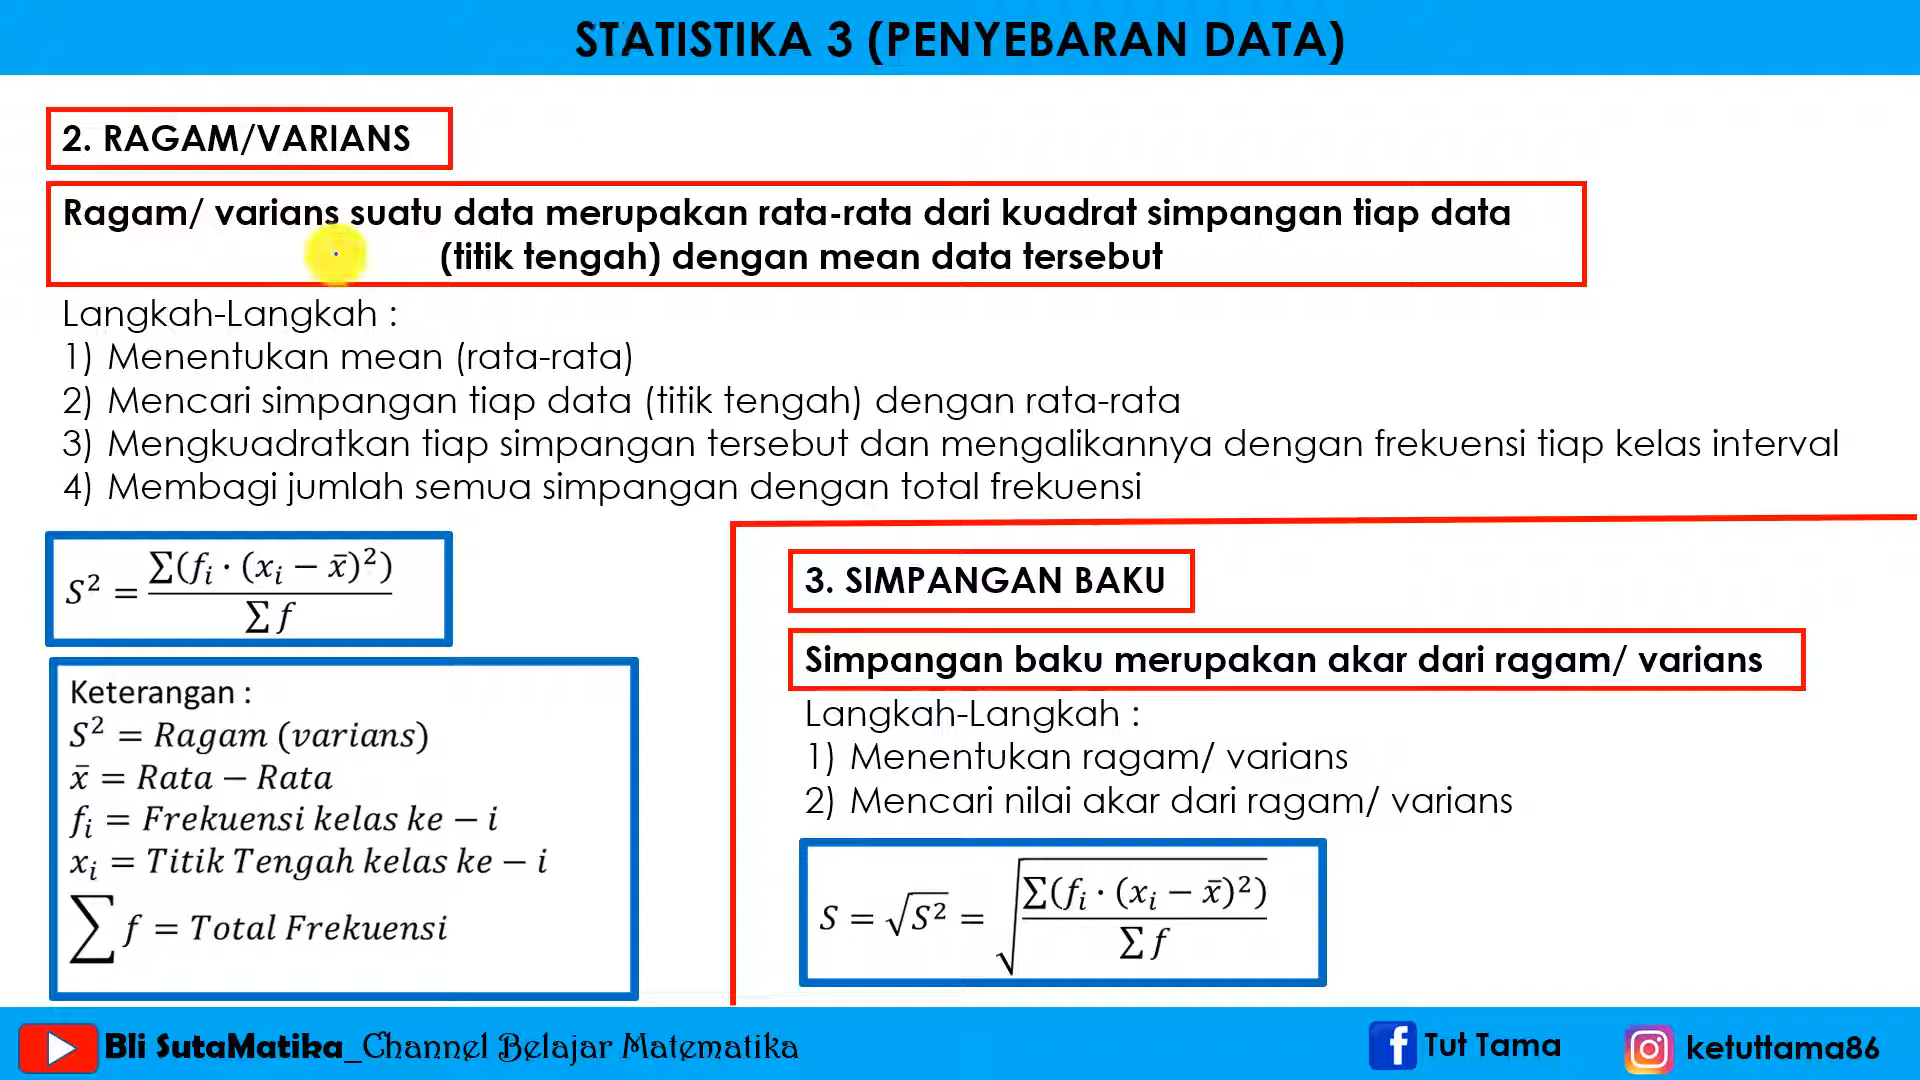 STATISTIKA 3 (PENYEBARAN DATA)
2. RAGAM/VARIANS
Ragam/ varians suatu data merupakan rata-rata dari kuadrat simpangan tiap data
(titik tengah) dengan mean data tersebut
Langkah-Langkah :
1) Menentukan mean (rata-rata)
2) Mencari simpangan tiap data (titik tengah) dengan rata-rata
3) Mengkuadratkan tiap simpangan tersebut dan mengalikannya dengan frekuensi tiap kelas interval
4) Membagi jumlah semua simpangan dengan total frekuensi
S² = ∑(fᵢ · (xᵢ − x̄)²) / ∑f
Keterangan :
S² = Ragam (varians)
x̄ = Rata − Rata
fᵢ = Frekuensi kelas ke − i
xᵢ = Titik Tengah kelas ke − i
∑f = Total Frekuensi
3. SIMPANGAN BAKU
Simpangan baku merupakan akar dari ragam/ varians
Langkah-Langkah :
1) Menentukan ragam/ varians
2) Mencari nilai akar dari ragam/ varians
S = √S² = √(∑(fᵢ · (xᵢ − x̄)²) / ∑f)
Bli SutaMatika_Channel Belajar Matematika
Tut Tama
ketuttama86